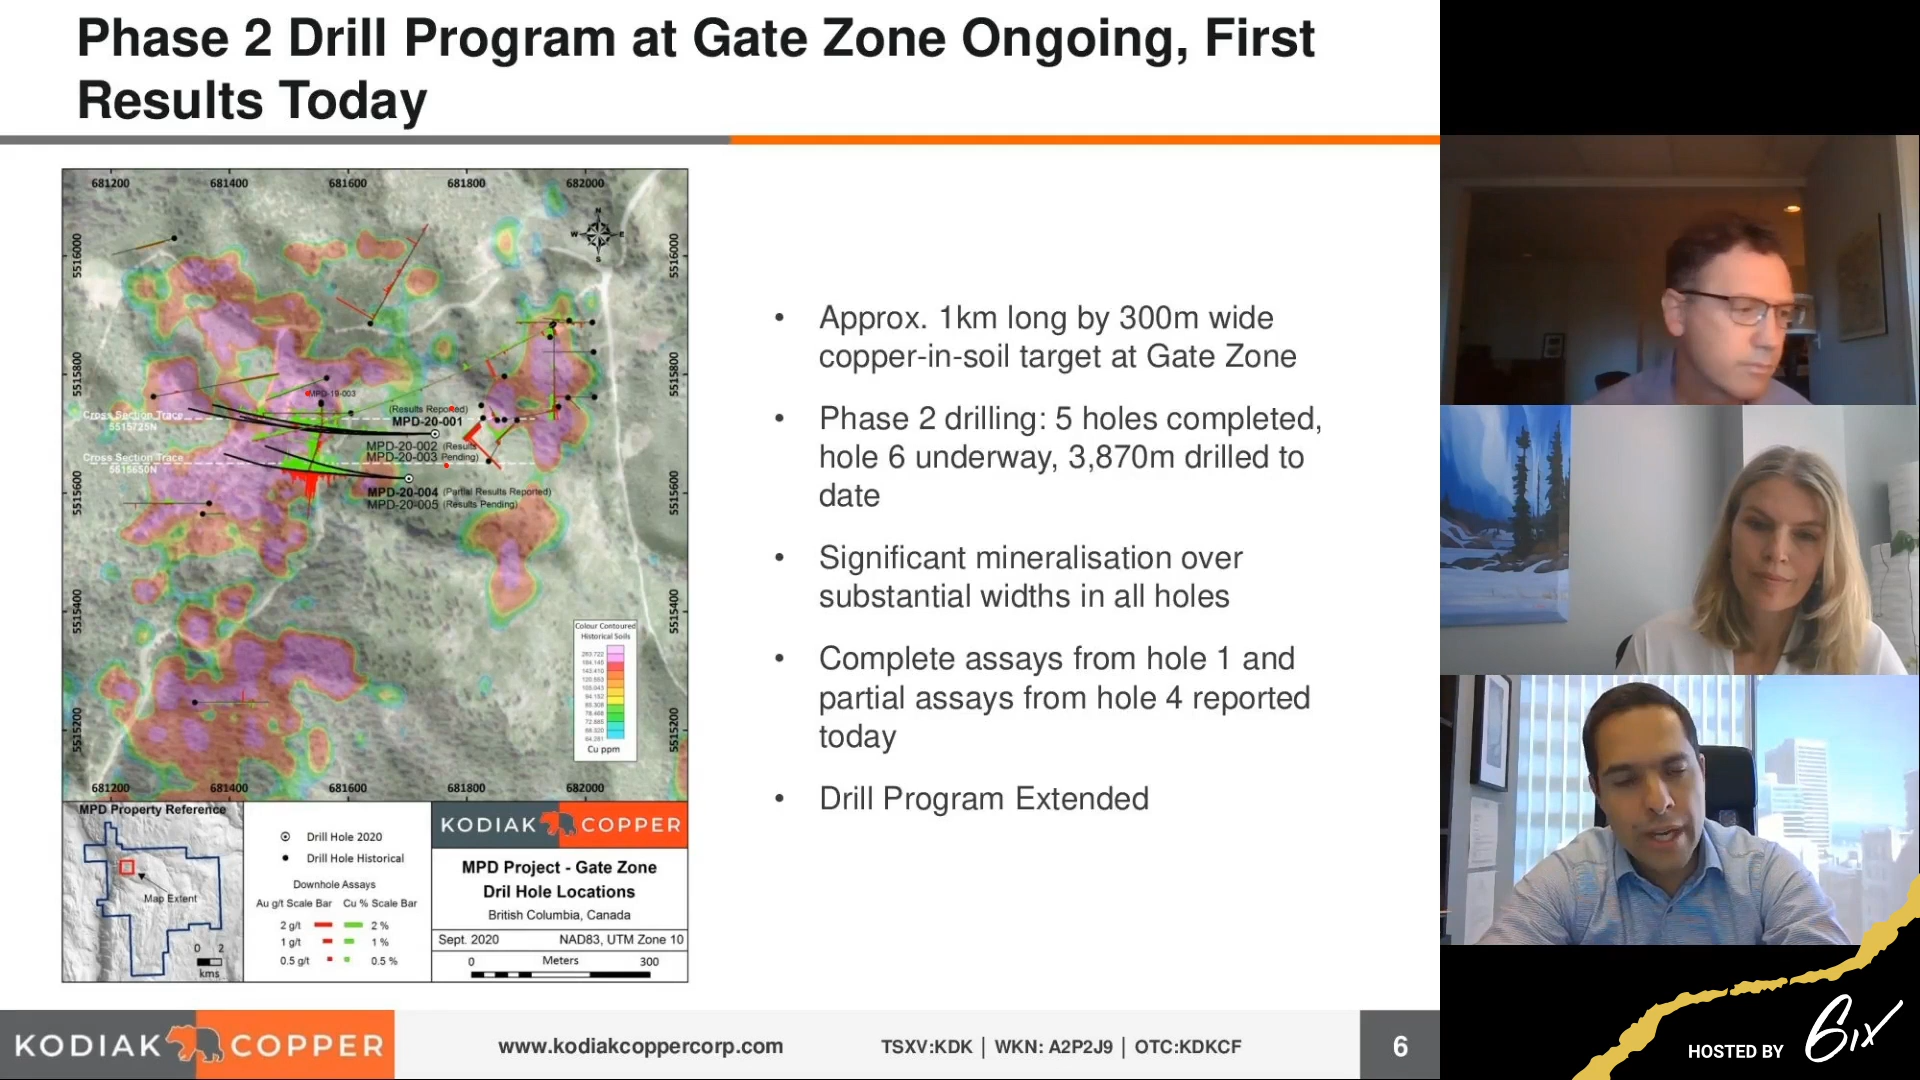 Phase 2 Drill Program at Gate Zone Ongoing, First
Results Today
681200 681400 681600 681800 682000
5516000
5516000
5515800
5515800
MPD-19-003
(Results Reported)
MPD-20-001
Cross Section Trace
5515725N
MPD-20-002 (Results
MPD-20-003 Pending)
Cross Section Trace
5515650N
MPD-20-004 (Partial Results Reported)
MPD-20-005 (Results Pending)
5515600
5515600
5515400
5515400
5515200
5515200
N
W E
S
Colour Contoured
Historical Soils
Cu ppm
681200 681400 681600 681800 682000
MPD Property Reference
Map Extent
0 2
kms
Drill Hole 2020
Drill Hole Historical
Downhole Assays
Au g/t Scale Bar Cu % Scale Bar
2 g/t 2 %
1 g/t 1 %
0.5 g/t 0.5 %
KODIAK COPPER
MPD Project - Gate Zone
Dril Hole Locations
British Columbia, Canada
Sept. 2020 NAD83, UTM Zone 10
0 Meters 300
• Approx. 1km long by 300m wide
copper-in-soil target at Gate Zone
• Phase 2 drilling: 5 holes completed,
hole 6 underway, 3,870m drilled to
date
• Significant mineralisation over
substantial widths in all holes
• Complete assays from hole 1 and
partial assays from hole 4 reported
today
• Drill Program Extended
KODIAK COPPER
www.kodiakcoppercorp.com
TSXV:KDK | WKN: A2P2J9 | OTC:KDKCF
6
HOSTED BY 6ix